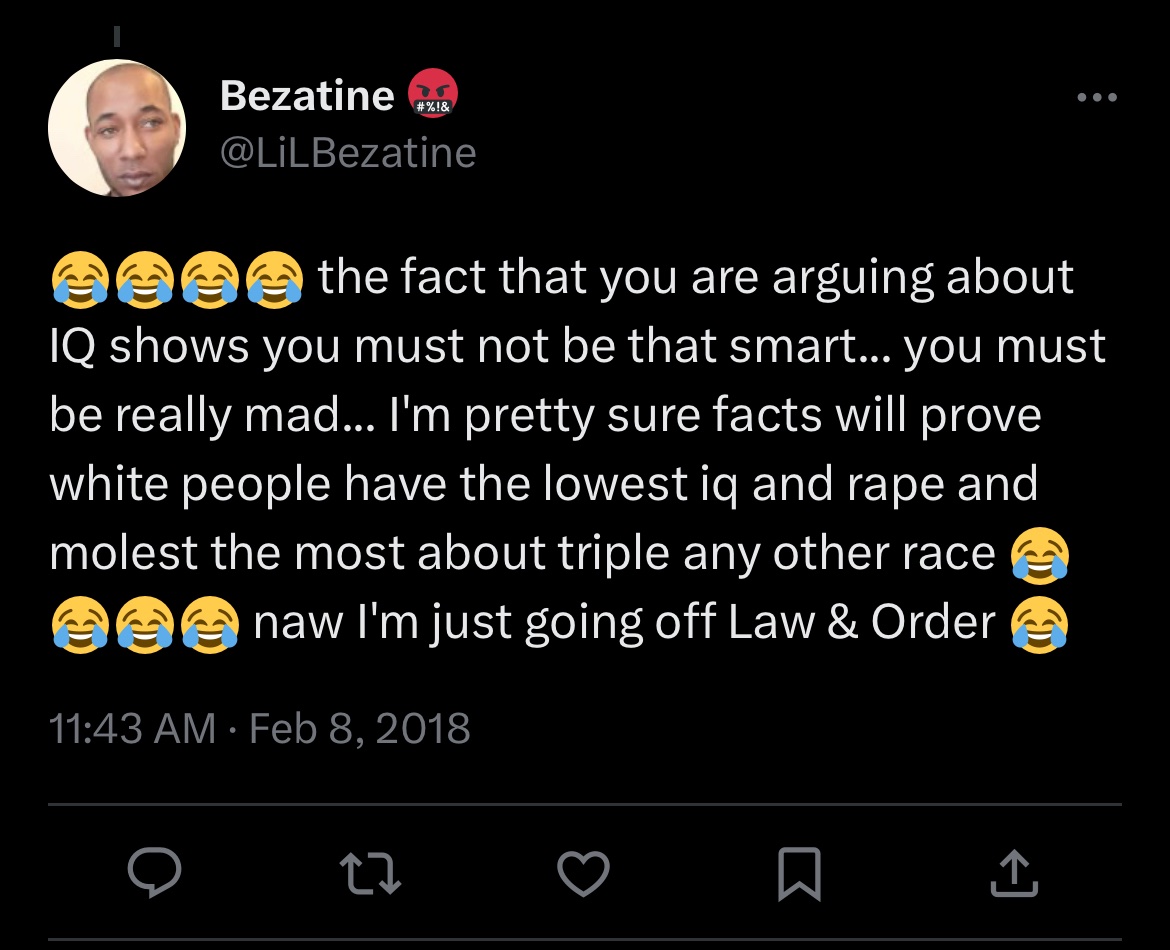 Bezatine 🤬
@LiLBezatine
😂😂😂😂 the fact that you are arguing about
IQ shows you must not be that smart... you must
be really mad... I'm pretty sure facts will prove
white people have the lowest iq and rape and
molest the most about triple any other race 😂
😂😂😂 naw I'm just going off Law & Order 😂
11:43 AM · Feb 8, 2018